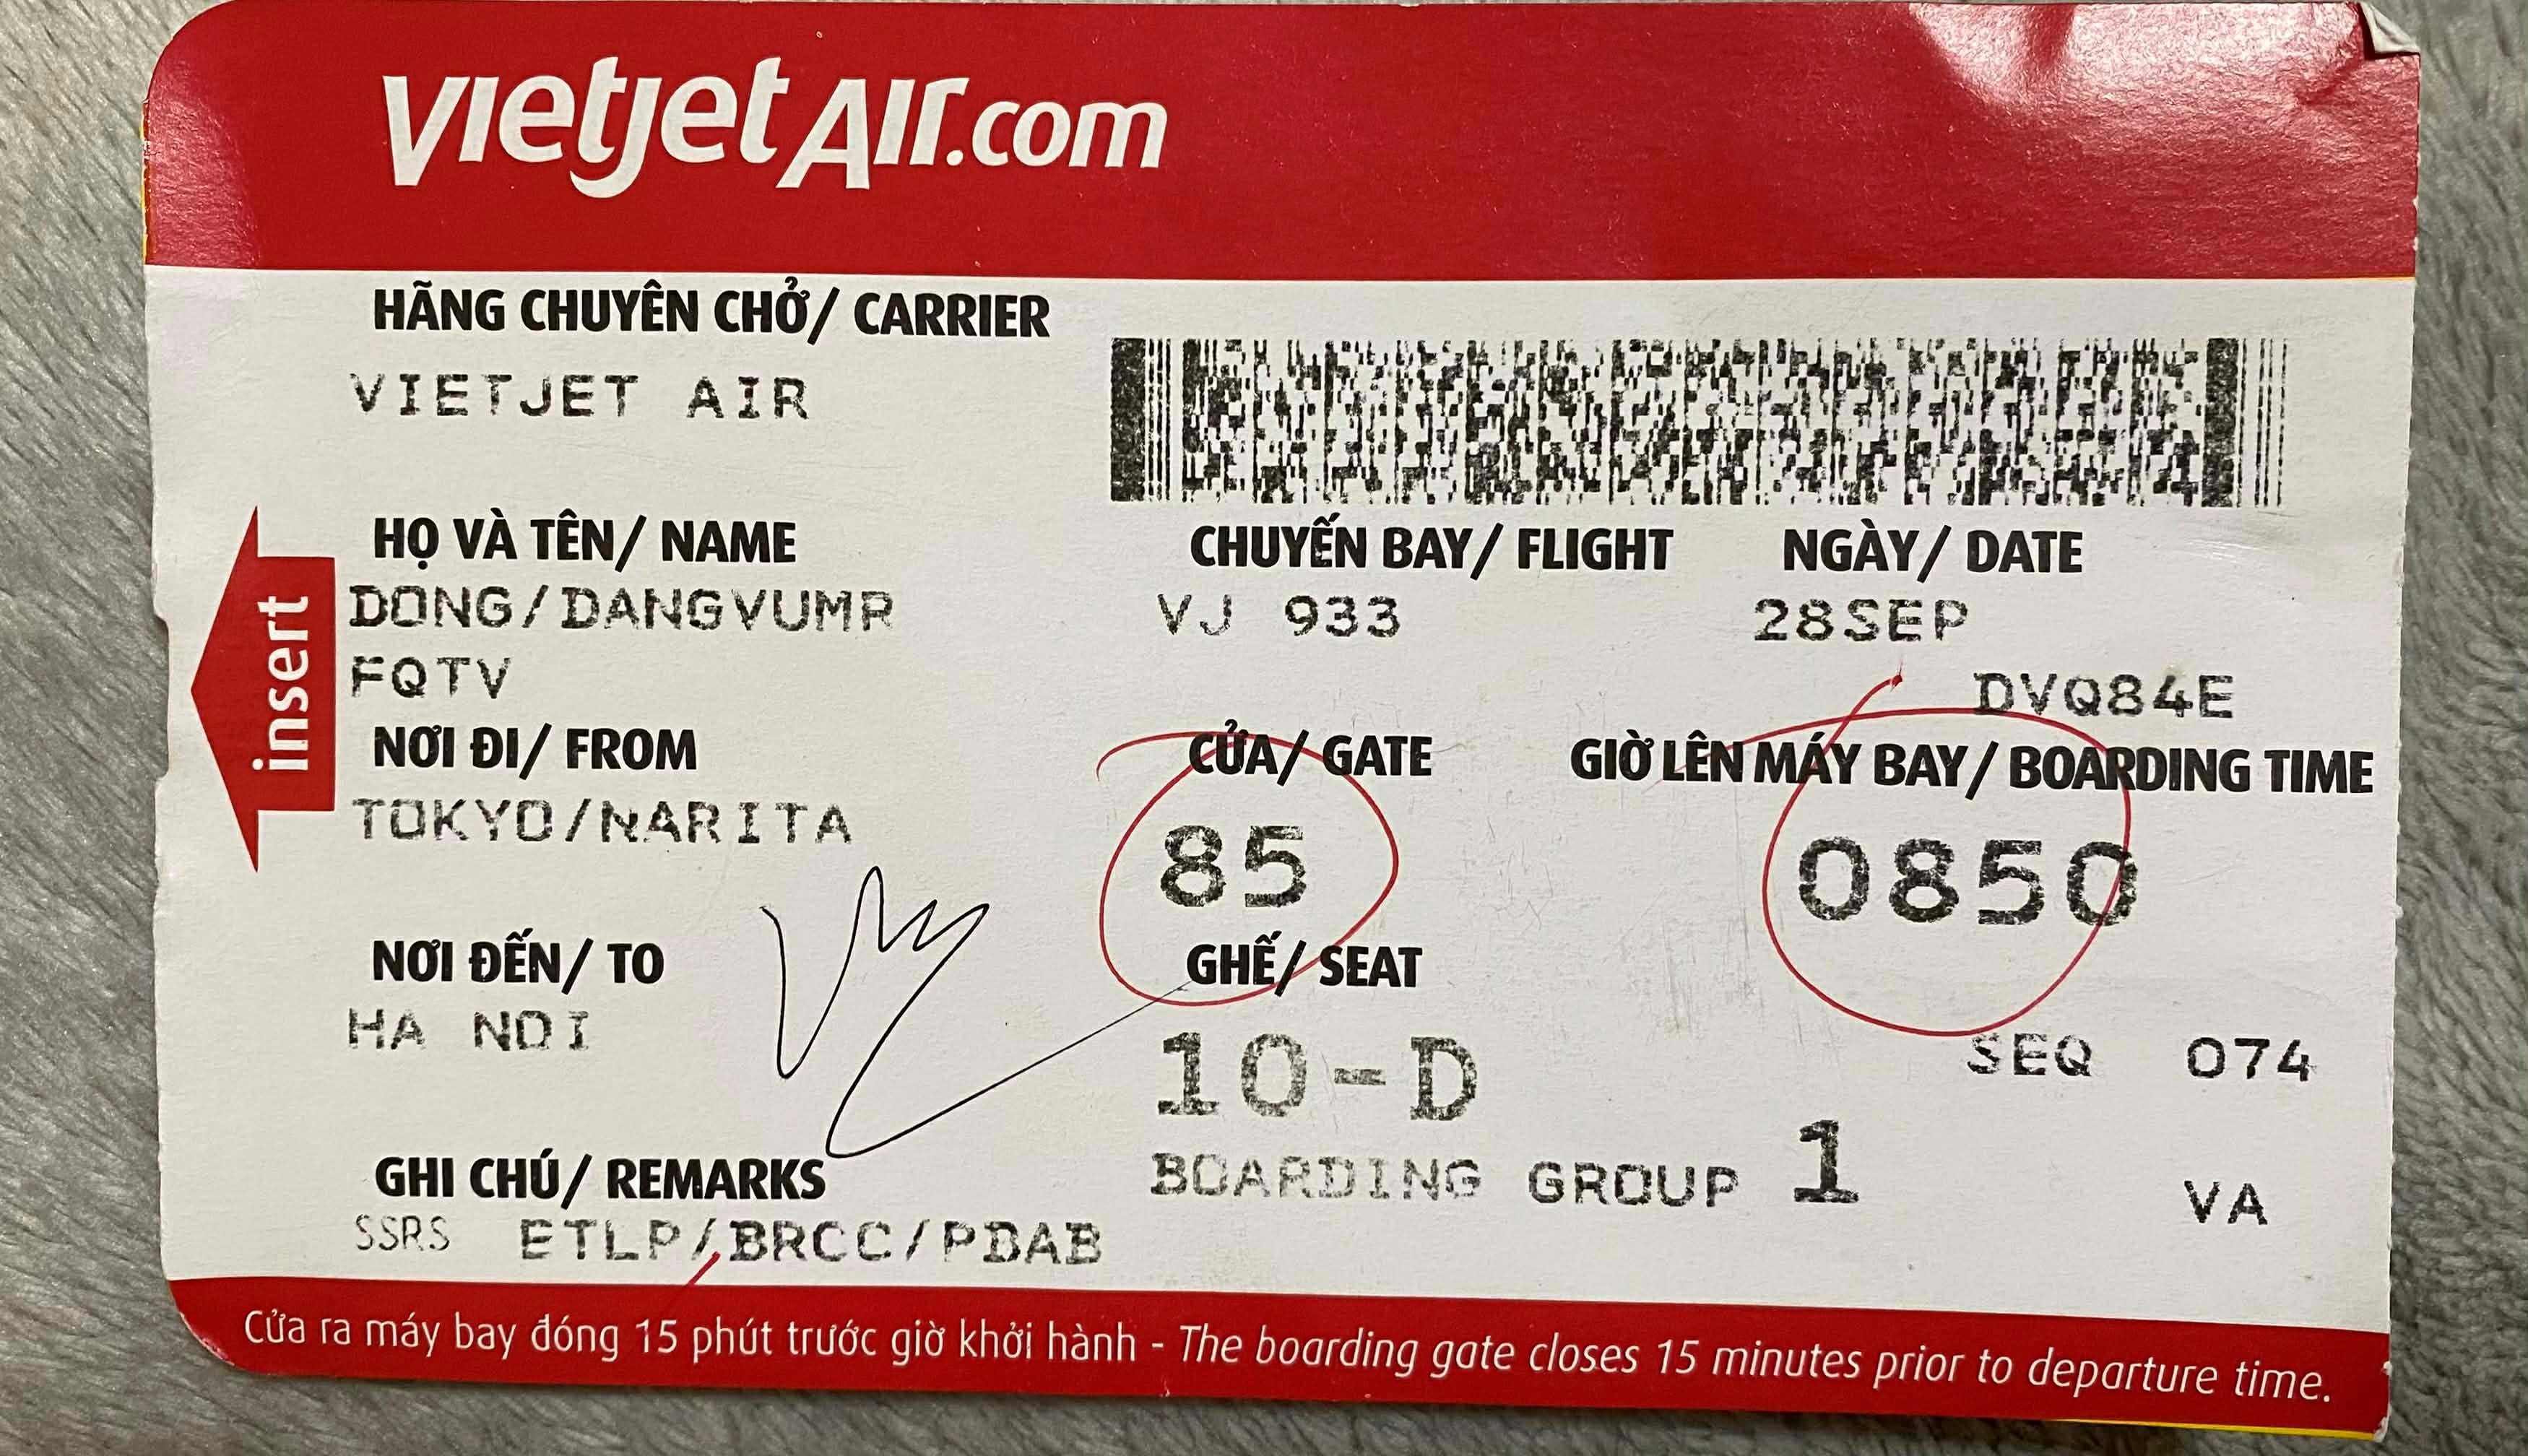 vietjetAir.com
HÃNG CHUYÊN CHỞ/ CARRIER
VIETJET AIR
HỌ VÀ TÊN/ NAME
DONG/DANGVUMR
FQTV
CHUYẾN BAY/ FLIGHT
VJ 933
NGÀY/ DATE
28SEP
DVQ84E
insert
NƠI ĐI/ FROM
TOKYO/NARITA
CỬA/ GATE
85
GIỜ LÊN MÁY BAY/ BOARDING TIME
0850
NƠI ĐẾN/ TO
HA NOI
GHẾ/ SEAT
10-D
SEQ 074
BOARDING GROUP 1
VA
GHI CHÚ/ REMARKS
SSRS ETLP/BRCC/PBAB
Cửa ra máy bay đóng 15 phút trước giờ khởi hành - The boarding gate closes 15 minutes prior to departure time.